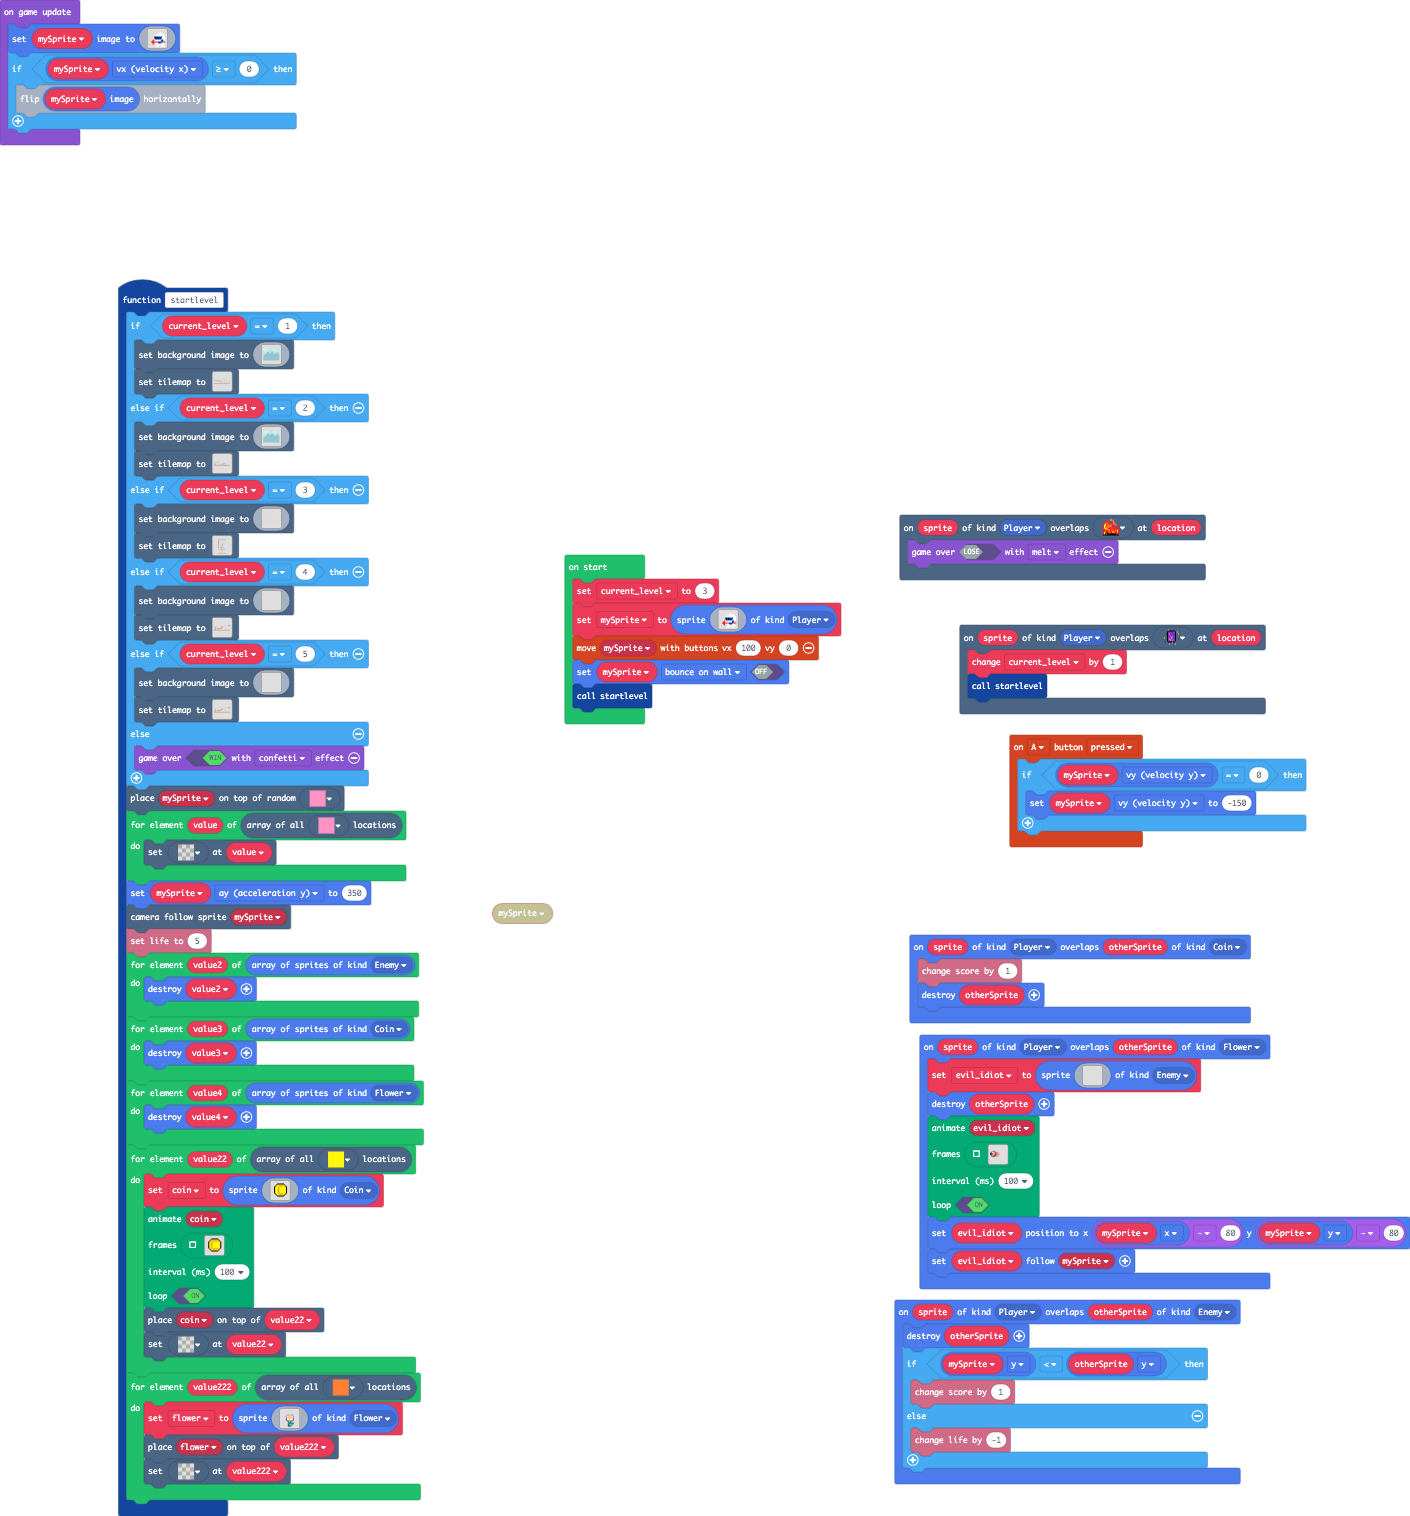 on game update
set mySprite image to
if mySprite vx (velocity x) ≥ 0 then
flip mySprite image horizontally
function startlevel
if current_level = 1 then
set background image to
set tilemap to
else if current_level = 2 then
set background image to
set tilemap to
else if current_level = 3 then
set background image to
set tilemap to
else if current_level = 4 then
set background image to
set tilemap to
else if current_level = 5 then
set background image to
set tilemap to
else
game over WIN with confetti effect
place mySprite on top of random
for element value of array of all locations
do set at value
set mySprite ay (acceleration y) to 350
camera follow sprite mySprite
set life to 5
for element value2 of array of sprites of kind Enemy
do destroy value2
for element value3 of array of sprites of kind Coin
do destroy value3
for element value4 of array of sprites of kind Flower
do destroy value4
for element value22 of array of all locations
do set coin to sprite of kind Coin
animate coin
frames
interval (ms) 100
loop ON
place coin on top of value22
set at value22
for element value222 of array of all locations
do set flower to sprite of kind Flower
place flower on top of value222
set at value222
on start
set current_level to 3
set mySprite to sprite of kind Player
move mySprite with buttons vx 100 vy 0
set mySprite bounce on wall OFF
call startlevel
mySprite
on sprite of kind Player overlaps at location
game over LOSE with melt effect
on sprite of kind Player overlaps at location
change current_level by 1
call startlevel
on A button pressed
if mySprite vy (velocity y) = 0 then
set mySprite vy (velocity y) to -150
on sprite of kind Player overlaps otherSprite of kind Coin
change score by 1
destroy otherSprite
on sprite of kind Player overlaps otherSprite of kind Flower
set evil_idiot to sprite of kind Enemy
destroy otherSprite
animate evil_idiot
frames
interval (ms) 100
loop ON
set evil_idiot position to x mySprite x - 80 y mySprite y - 80
set evil_idiot follow mySprite
on sprite of kind Player overlaps otherSprite of kind Enemy
destroy otherSprite
if mySprite y < otherSprite y then
change score by 1
else
change life by -1